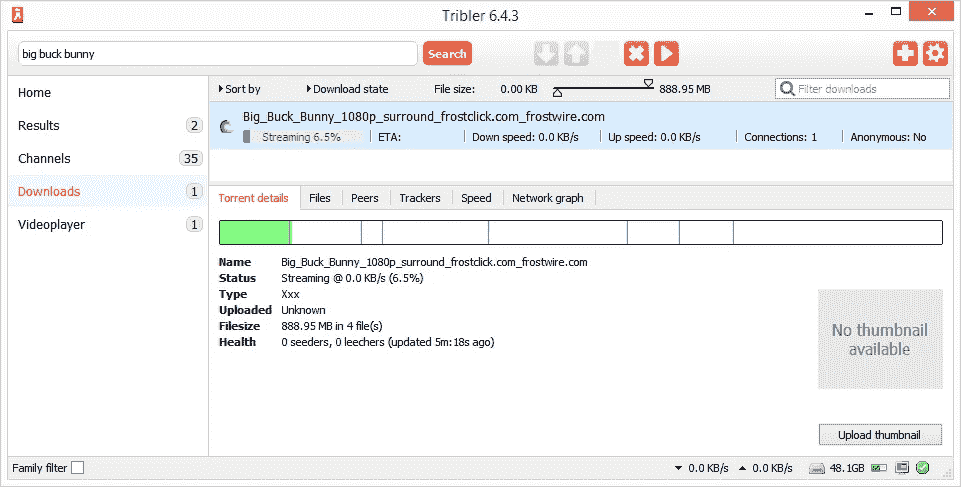 Tribler 6.4.3
big buck bunny Search
Home
Results 2
Channels 35
Downloads 1
Videoplayer 1
Sort by Download state File size: 0.00 KB 888.95 MB Filter downloads
Big_Buck_Bunny_1080p_surround_frostclick.com_frostwire.com
Streaming 6.5% ETA: Down speed: 0.0 KB/s Up speed: 0.0 KB/s Connections: 1 Anonymous: No
Torrent details Files Peers Trackers Speed Network graph
Name Big_Buck_Bunny_1080p_surround_frostclick.com_frostwire.com
Status Streaming @ 0.0 KB/s (6.5%)
Type Xxx
Uploaded Unknown
Filesize 888.95 MB in 4 file(s)
Health 0 seeders, 0 leechers (updated 5m:18s ago)
No thumbnail
available
Upload thumbnail
Family filter 0.0 KB/s 0.0 KB/s 48.1GB